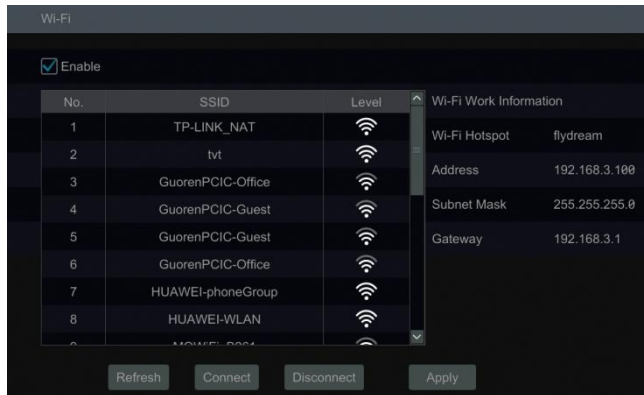 Wi-Fi
Enable
No. SSID Level
1 TP-LINK_NAT
2 tvt
3 GuorenPCIC-Office
4 GuorenPCIC-Guest
5 GuorenPCIC-Guest
6 GuorenPCIC-Office
7 HUAWEI-phoneGroup
8 HUAWEI-WLAN
Wi-Fi Work Information
Wi-Fi Hotspot flydream
Address 192.168.3.100
Subnet Mask 255.255.255.0
Gateway 192.168.3.1
Refresh Connect Disconnect Apply